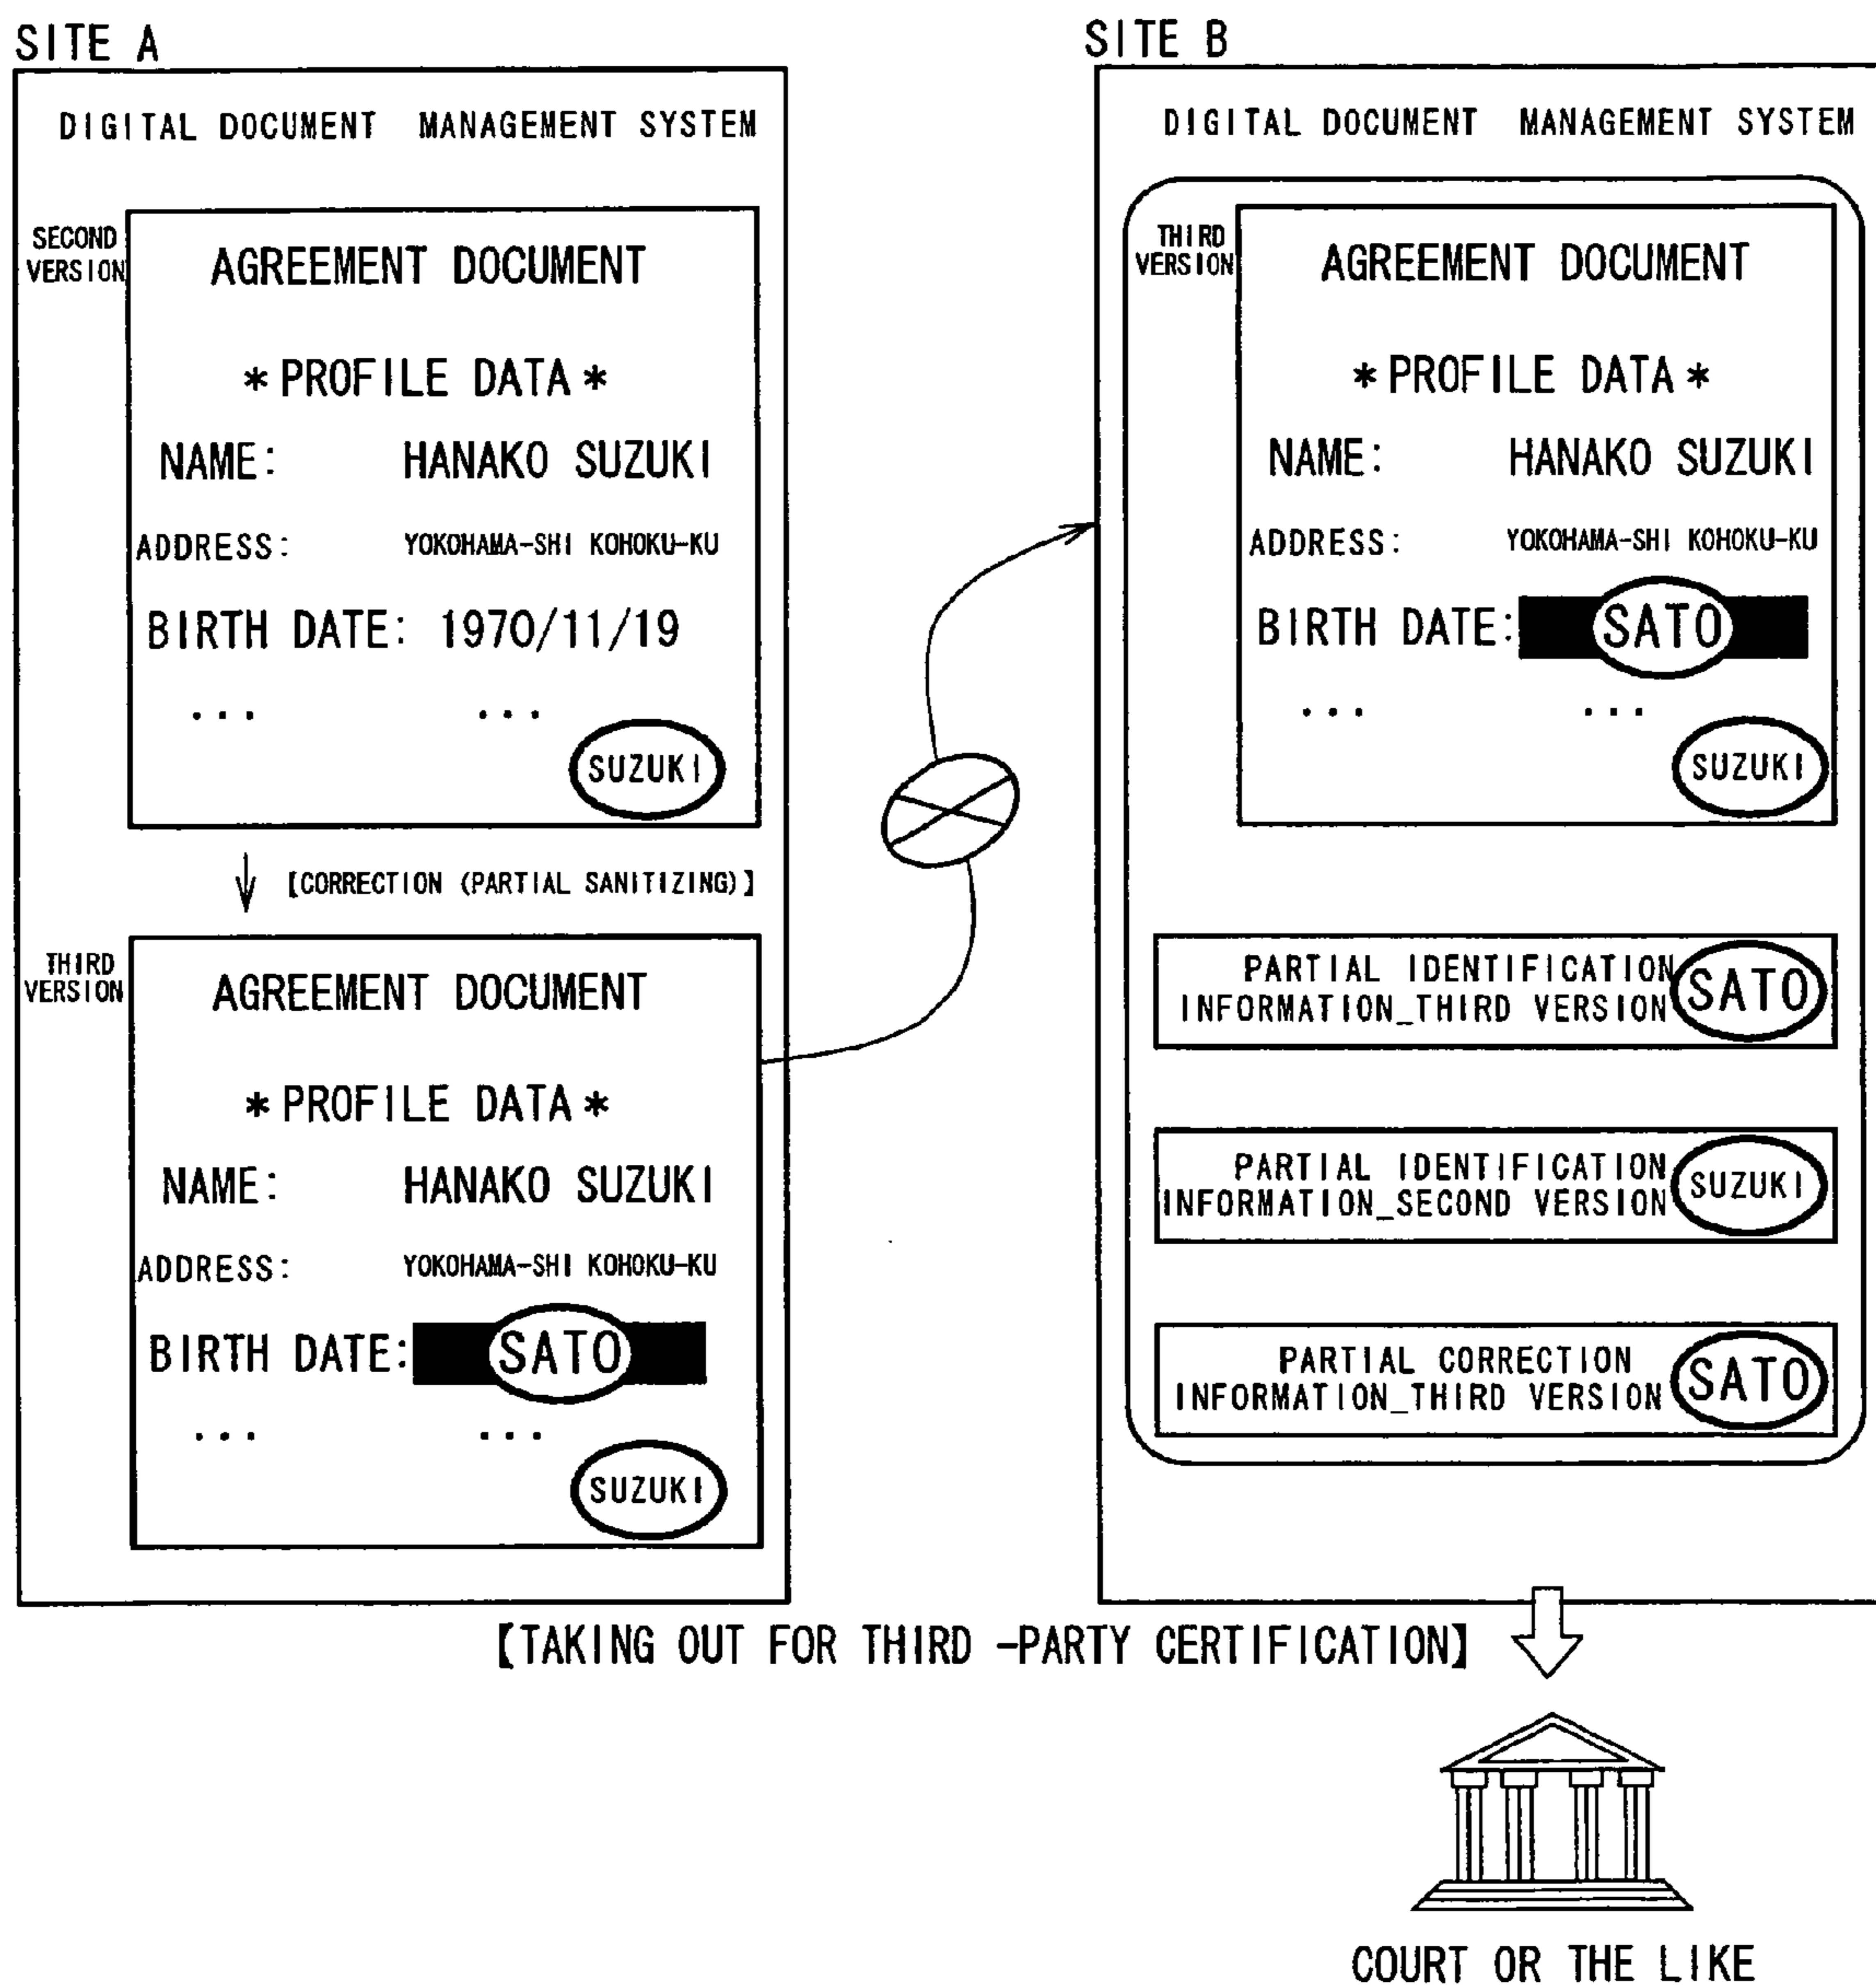 SITE A
DIGITAL DOCUMENT MANAGEMENT SYSTEM
SECOND
VERSION
AGREEMENT DOCUMENT
*PROFILE DATA*
NAME: HANAKO SUZUKI
ADDRESS: YOKOHAMA-SHI KOHOKU-KU
BIRTH DATE: 1970/11/19
... ...
SUZUKI
【CORRECTION (PARTIAL SANITIZING)】
THIRD
VERSION
AGREEMENT DOCUMENT
*PROFILE DATA*
NAME: HANAKO SUZUKI
ADDRESS: YOKOHAMA-SHI KOHOKU-KU
BIRTH DATE: SATO
... ...
SUZUKI
SITE B
DIGITAL DOCUMENT MANAGEMENT SYSTEM
THIRD
VERSION
AGREEMENT DOCUMENT
*PROFILE DATA*
NAME: HANAKO SUZUKI
ADDRESS: YOKOHAMA-SHI KOHOKU-KU
BIRTH DATE: SATO
... ...
SUZUKI
PARTIAL IDENTIFICATION
INFORMATION_THIRD VERSION
SATO
PARTIAL IDENTIFICATION
INFORMATION_SECOND VERSION
SUZUKI
PARTIAL CORRECTION
INFORMATION_THIRD VERSION
SATO
【TAKING OUT FOR THIRD -PARTY CERTIFICATION】
COURT OR THE LIKE